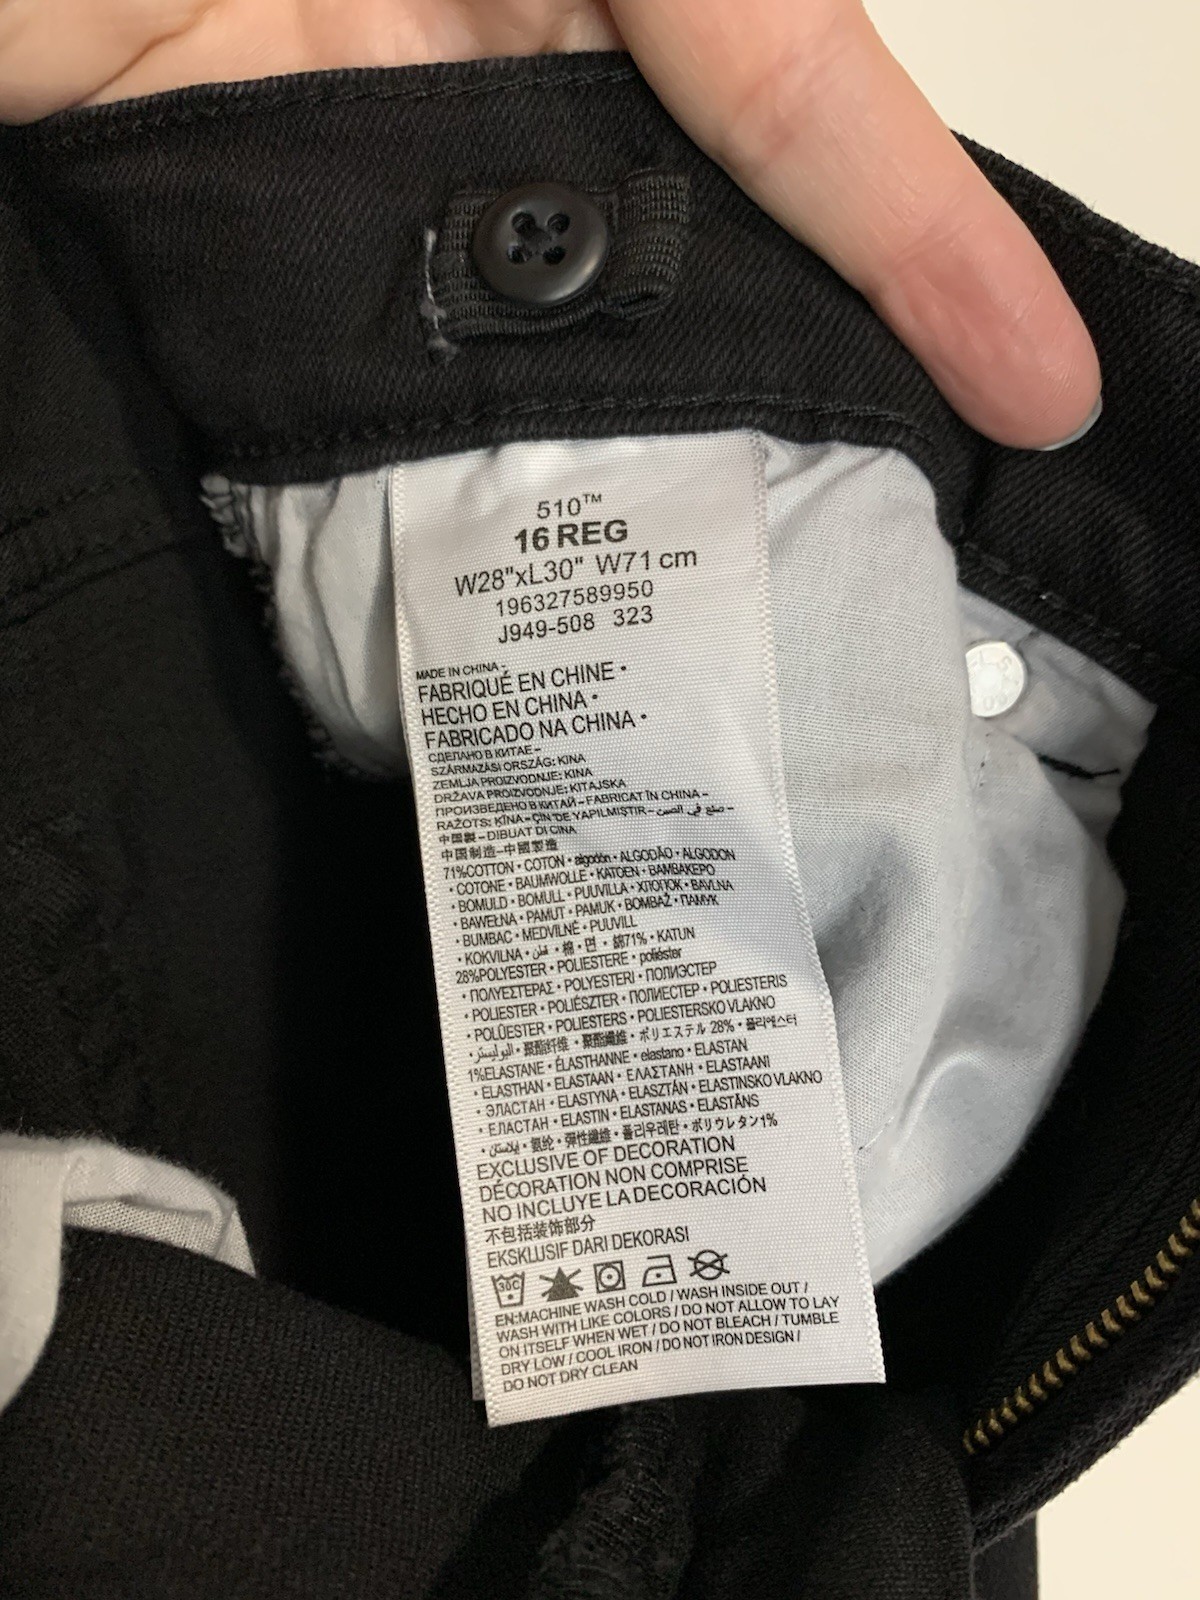 510™
16 REG
W28"xL30" W71 cm
196327589950
J949-508 323
MADE IN CHINA -
FABRIQUÉ EN CHINE •
HECHO EN CHINA •
FABRICADO NA CHINA •
СДЕЛАНО В КИТАЕ –
SZÁRMAZÁSI ORSZÁG: KINA
ZEMLJA PROIZVODNJE: KINA
DRŽAVA PROIZVODNJE: KITAJSKA
ПРОИЗВЕДЕНО В КИТАЙ – FABRICAT ÎN CHINA –
RAŽOTS: ĶĪNA – ÇİN'DE YAPILMIŞTIR – صنع في الصين –
中国製 – DIBUAT DI CINA
中国制造 – 中國製造
71%COTTON • COTON • algodón • ALGODÃO • ALGODON
• COTONE • BAUMWOLLE • KATOEN • ΒΑΜΒΑΚΕΡΟ
• BOMULD • BOMULL • PUUVILLA • ХЛОПОК • BAVLNA
• BAWEŁNA • PAMUT • PAMUK • BOMBAŽ • ПАМУК
• BUMBAC • MEDVILNĖ • PUUVILL
• KOKVILNA • قطن • 棉 • 면 • 綿71% • KATUN
28%POLYESTER • POLIESTERE • poliéster
• ΠΟΛΥΕΣΤΕΡΑΣ • POLYESTERI • ПОЛИЭСТЕР
• POLIESTER • POLIÉSZTER • ПОЛИЕСТЕР • POLIESTERIS
• POLÜESTER • POLIESTERS • POLIESTERSKO VLAKNO
• البوليستر • 聚酯纤维 • 聚酯纖維 • ポリエステル 28% • 폴리에스터
1%ELASTANE • ÉLASTHANNE • elastano • ELASTAN
• ELASTHAN • ELASTAAN • ΕΛΑΣΤΑΝΗ • ELASTAANI
• ЭЛАСТАН • ELASTYNA • ELASZTÁN • ELASTINSKO VLAKNO
• ЕЛАСТАН • ELASTIN • ELASTANAS • ELASTĀNS
• إيلاستان • 氨纶 • 弾性纖維 • 폴리우레탄 • ポリウレタン1%
EXCLUSIVE OF DECORATION
DÉCORATION NON COMPRISE
NO INCLUYE LA DECORACIÓN
不包括装饰部分
EKSKLUSIF DARI DEKORASI
30C
EN:MACHINE WASH COLD / WASH INSIDE OUT /
WASH WITH LIKE COLORS / DO NOT ALLOW TO LAY
ON ITSELF WHEN WET / DO NOT BLEACH / TUMBLE
DRY LOW / COOL IRON / DO NOT IRON DESIGN /
DO NOT DRY CLEAN